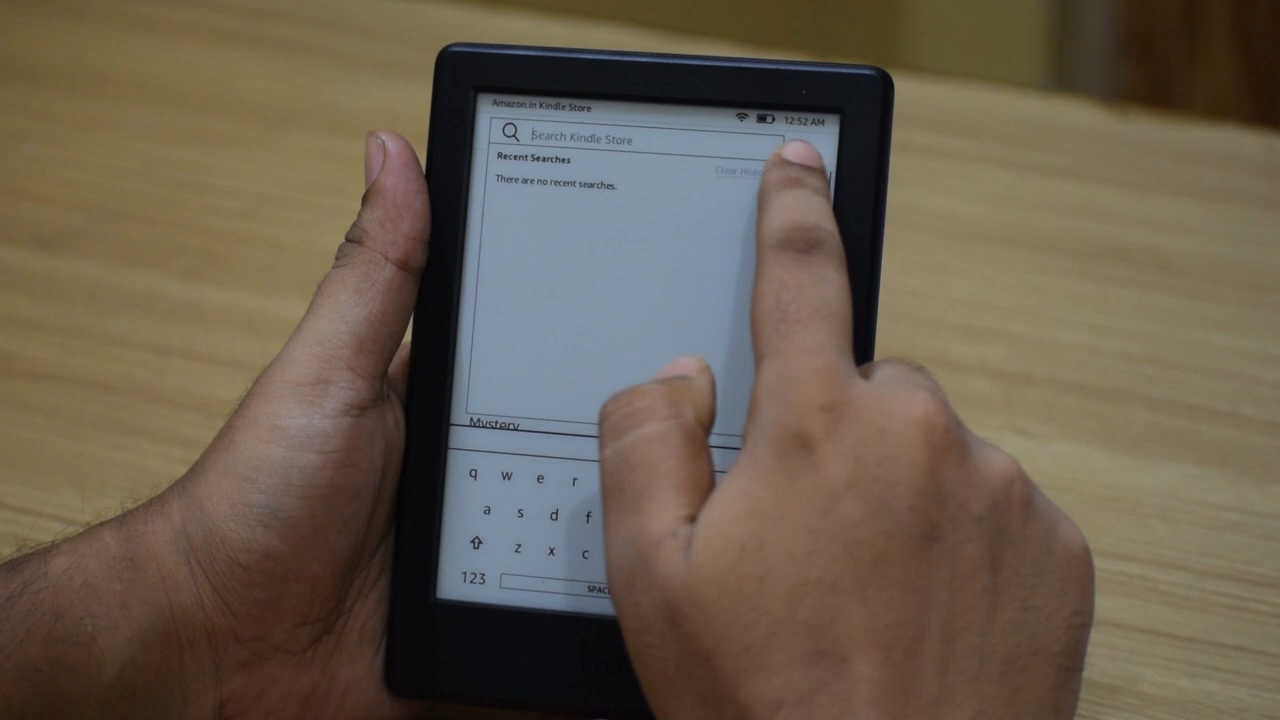 Amazon.in Kindle Store
12:52 AM
Search Kindle Store
Recent Searches
Clear
There are no recent searches.
Mystery
q w e r
a s d f
z x c
123